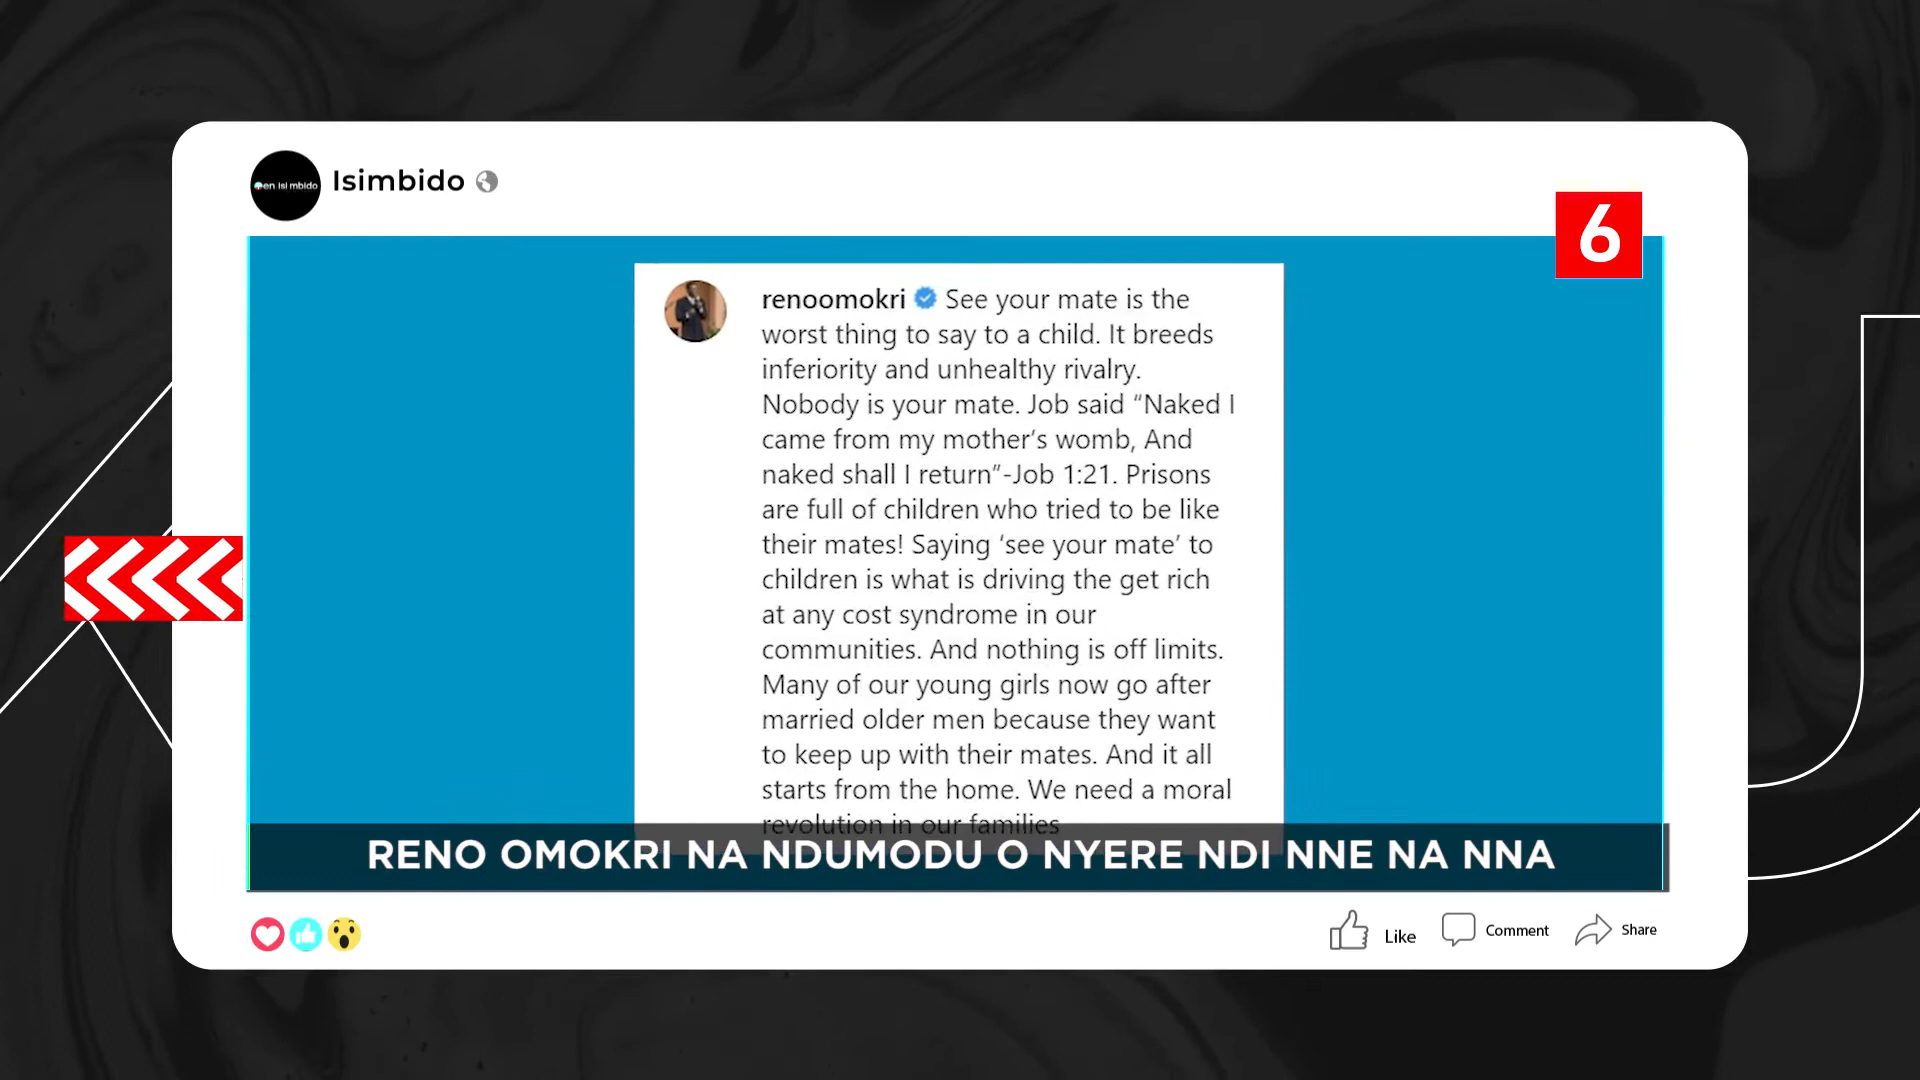 en Isi mbido
Isimbido
6
renoomokri See your mate is the
worst thing to say to a child. It breeds
inferiority and unhealthy rivalry.
Nobody is your mate. Job said “Naked I
came from my mother’s womb, And
naked shall I return”-Job 1:21. Prisons
are full of children who tried to be like
their mates! Saying ‘see your mate’ to
children is what is driving the get rich
at any cost syndrome in our
communities. And nothing is off limits.
Many of our young girls now go after
married older men because they want
to keep up with their mates. And it all
starts from the home. We need a moral
revolution in our families
RENO OMOKRI NA NDUMODU O NYERE NDI NNE NA NNA
Like Comment Share